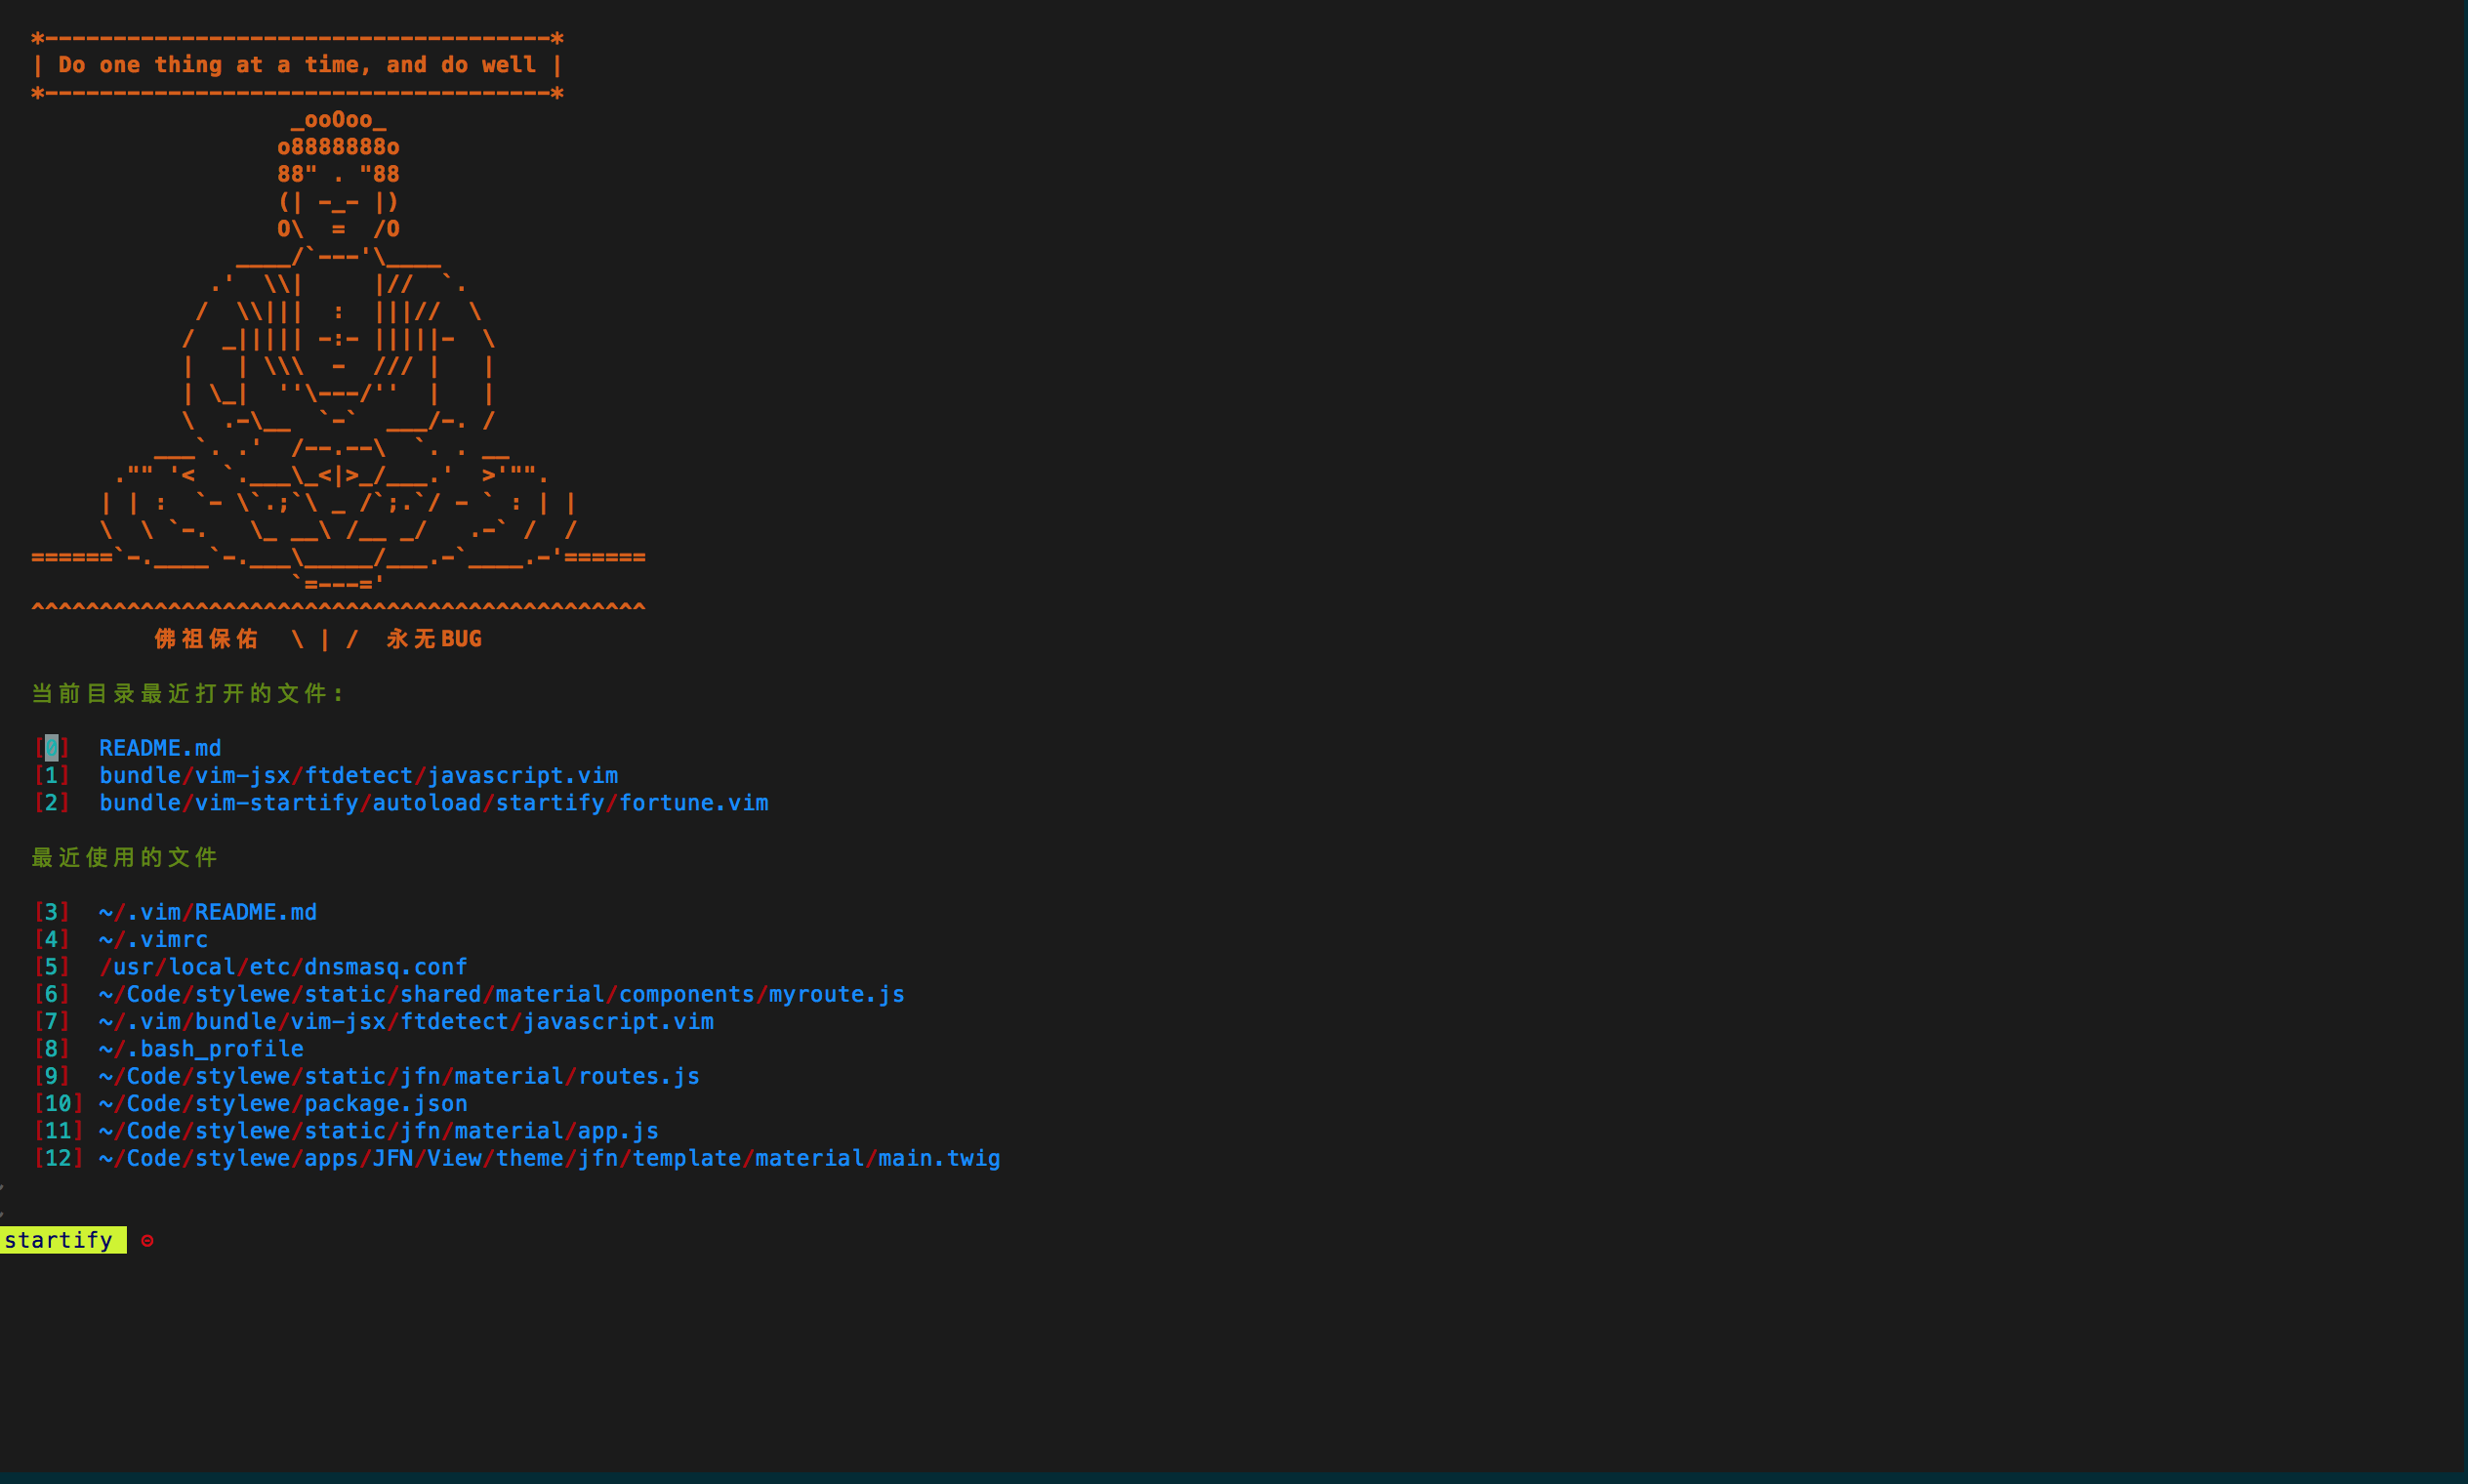 *-------------------------------------*
| Do one thing at a time, and do well |
*-------------------------------------*
                   _ooOoo_
                  o8888888o
                  88" . "88
                  (| -_- |)
                  O\  =  /O
               ____/`---'\____
             .'  \\|     |//  `.
            /  \\|||  :  |||//  \
           /  _||||| -:- |||||-  \
           |   | \\\  -  /// |   |
           | \_|  ''\---/''  |   |
           \  .-\__  `-`  ___/-. /
         ___`. .'  /--.--\  `. . __
      ."" '<  `.___\_<|>_/___.'  >'"".
     | | :  `- \`.;`\ _ /`;.`/ - ` : | |
     \  \ `-.   \_ __\ /__ _/   .-` /  /
======`-.____`-.___\_____/___.-`____.-'======
                   `=---='
^^^^^^^^^^^^^^^^^^^^^^^^^^^^^^^^^^^^^^^^^^^^^
         佛祖保佑  \ | /  永无BUG
当前目录最近打开的文件:
[0]  README.md
[1]  bundle/vim-jsx/ftdetect/javascript.vim
[2]  bundle/vim-startify/autoload/startify/fortune.vim
最近使用的文件
[3]  ~/.vim/README.md
[4]  ~/.vimrc
[5]  /usr/local/etc/dnsmasq.conf
[6]  ~/Code/stylewe/static/shared/material/components/myroute.js
[7]  ~/.vim/bundle/vim-jsx/ftdetect/javascript.vim
[8]  ~/.bash_profile
[9]  ~/Code/stylewe/static/jfn/material/routes.js
[10] ~/Code/stylewe/package.json
[11] ~/Code/stylewe/static/jfn/material/app.js
[12] ~/Code/stylewe/apps/JFN/View/theme/jfn/template/material/main.twig
startify ⊝